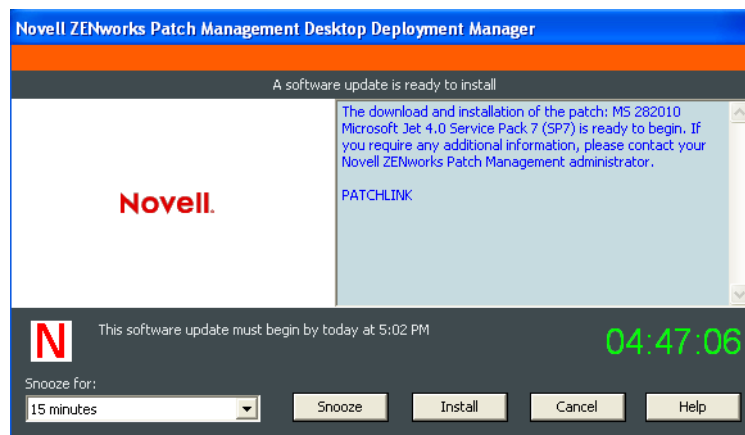 Novell ZENworks Patch Management Desktop Deployment Manager
A software update is ready to install
The download and installation of the patch: MS 282010
Microsoft Jet 4.0 Service Pack 7 (SP7) is ready to begin. If
you require any additional information, please contact your
Novell ZENworks Patch Management administrator.
PATCHLINK
Novell.
N
This software update must begin by today at 5:02 PM
04:47:06
Snooze for:
15 minutes
Snooze
Install
Cancel
Help